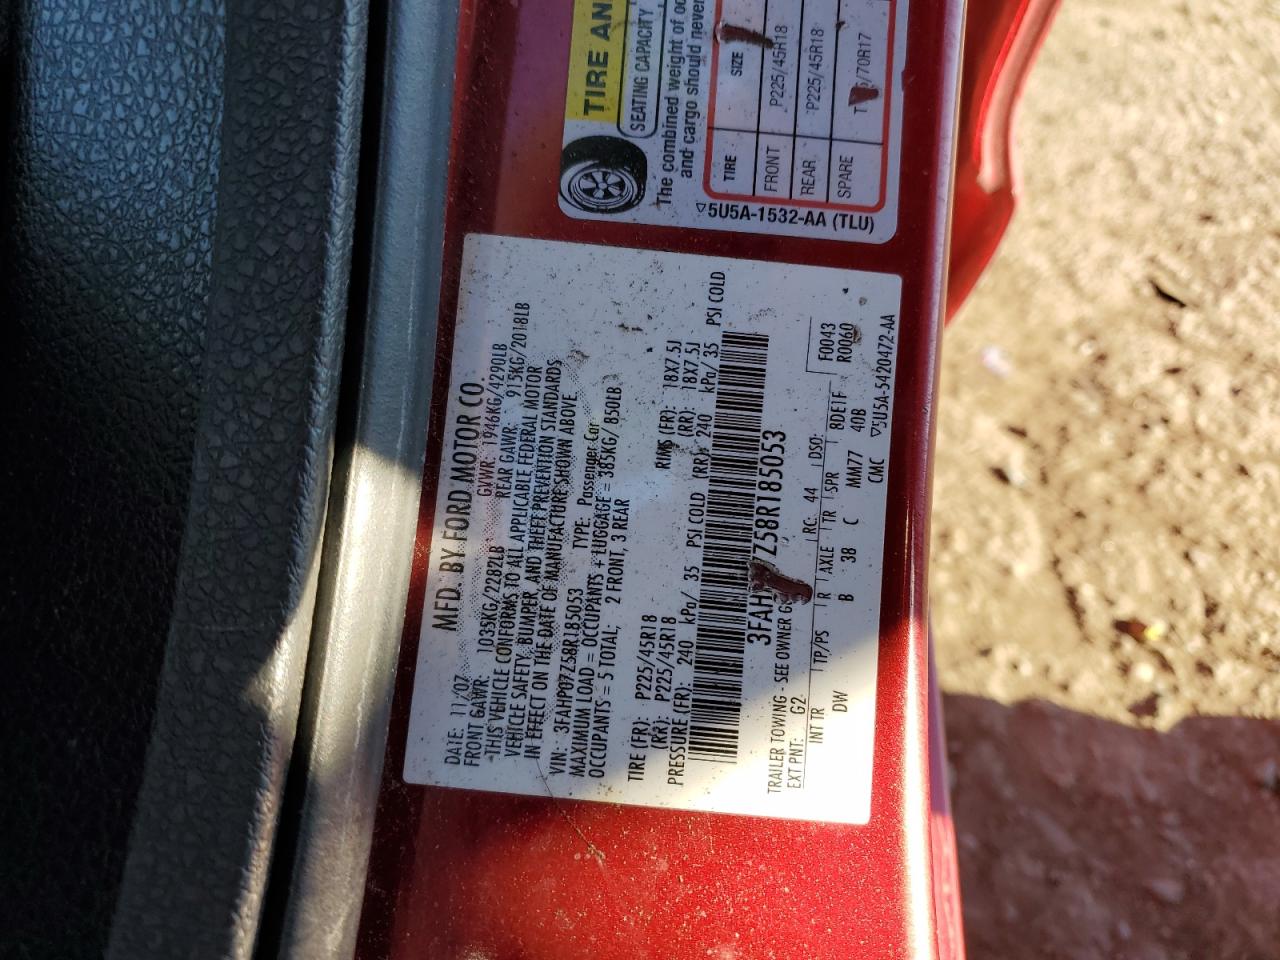 TIRE AN
SEATING CAPACITY
The combined weight of oc
and cargo should never
TIRE SIZE
FRONT P225/45R18
REAR P225/45R18
SPARE /70R17
5U5A-1532-AA (TLU)
MFD. BY FORD MOTOR CO.
DATE: 11/07 GVWR: 1946KG/4290LB
FRONT GAWR: 1035KG/2282LB REAR GAWR: 915KG/2018LB
THIS VEHICLE CONFORMS TO ALL APPLICABLE FEDERAL MOTOR
VEHICLE SAFETY, BUMPER, AND THEFT PREVENTION STANDARDS
IN EFFECT ON THE DATE OF MANUFACTURE SHOWN ABOVE.
VIN: 3FAHP07Z58R185053 TYPE: Passenger Car
MAXIMUM LOAD = OCCUPANTS + LUGGAGE = 385KG/ 850LB
OCCUPANTS = 5 TOTAL: 2 FRONT, 3 REAR
TIRE (FR): P225/45R18 RIMS (FR): 18X7.5J
(RR): P225/45R18 (RR): 18X7.5J
PRESSURE (FR): 240 kPa/ 35 PSI COLD (RR): 240 kPa/ 35 PSI COLD
3FAH 7Z58R185053
TRAILER TOWING - SEE OWNER G
EXT PNT: G2 RC: 44 DSO: F0043
INT TR TP/PS R AXLE TR SPR 8DE1F R0060
DW B 3B C MM77 40B
CMC 5U5A-5420472-AA